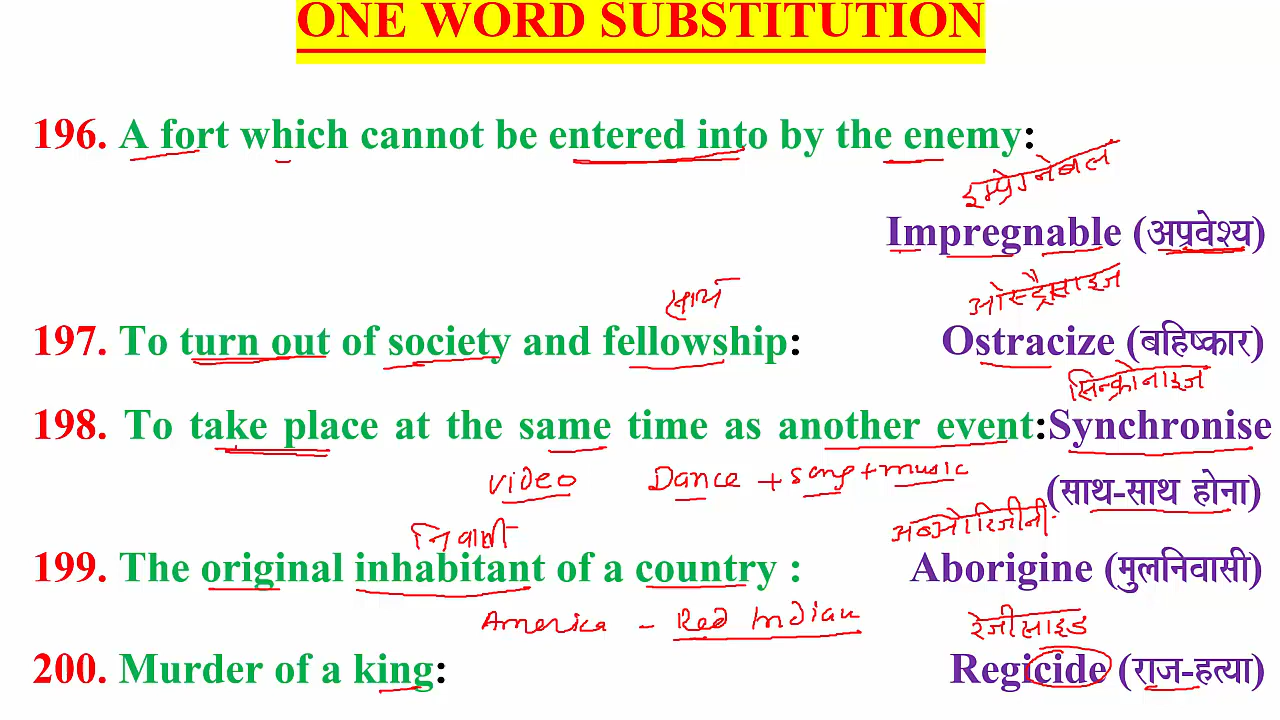 ONE WORD SUBSTITUTION
196. A fort which cannot be entered into by the enemy:
इम्प्रेगनेबल
Impregnable (अप्रवेश्य)
साथ ओस्ट्रैसाइज
197. To turn out of society and fellowship: Ostracize (बहिष्कार)
सिन्क्रोनाइज
198. To take place at the same time as another event:Synchronise
video Dance + song + music (साथ-साथ होना)
निवासी अब्ओरिजीनी
199. The original inhabitant of a country : Aborigine (मुलनिवासी)
America - Red Indian रेजीसाइड
200. Murder of a king: Regicide (राज-हत्या)